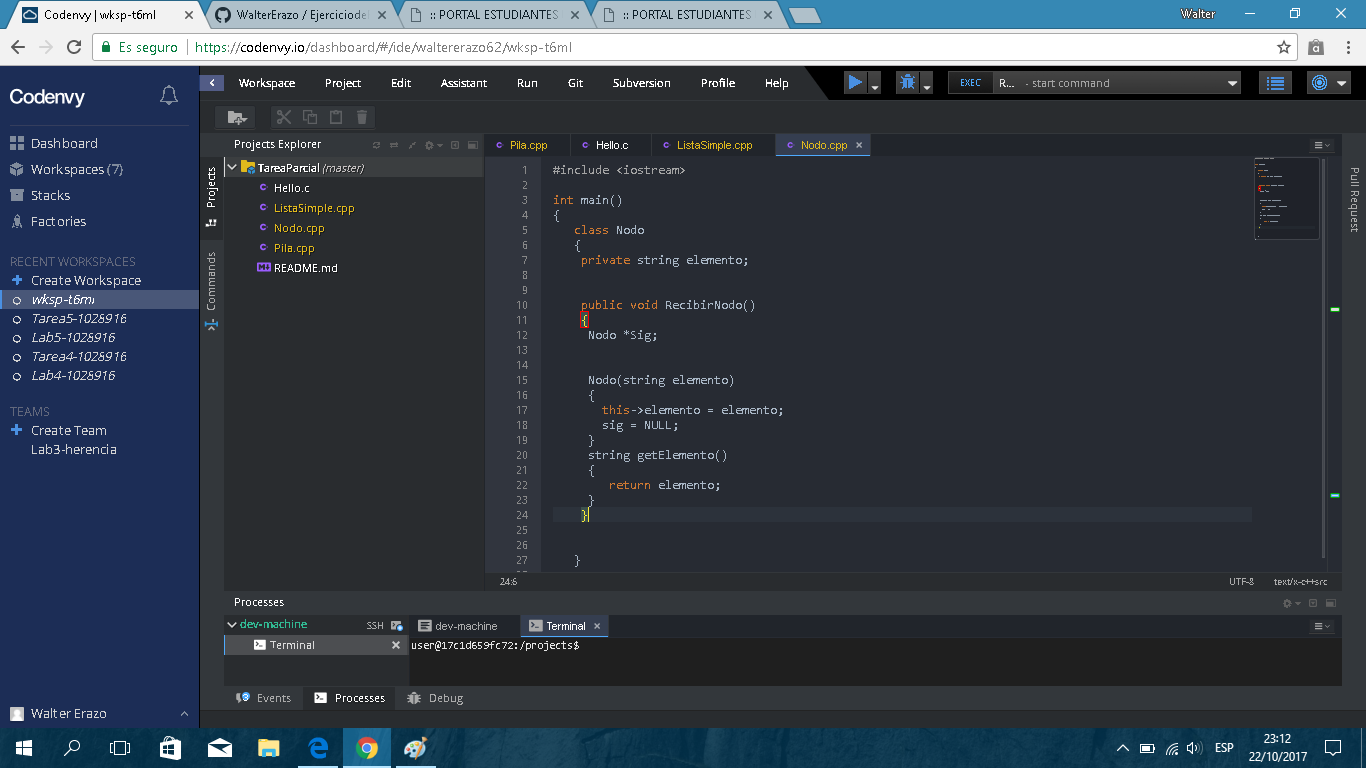 Codenvy | wksp-t6ml
WalterErazo / Ejerciciodel
:: PORTAL ESTUDIANTES
:: PORTAL ESTUDIANTES
Walter
Es seguro
https://codenvy.io/dashboard/#/ide/waltererazo62/wksp-t6ml
Codenvy
Workspace
Project
Edit
Assistant
Run
Git
Subversion
Profile
Help
EXEC
R... - start command
Dashboard
Workspaces (7)
Stacks
Factories
RECENT WORKSPACES
Create Workspace
wksp-t6ml
Tarea5-1028916
Lab5-1028916
Tarea4-1028916
Lab4-1028916
TEAMS
Create Team
Lab3-herencia
Walter Erazo
Projects
Commands
Projects Explorer
TareaParcial (master)
Hello.c
ListaSimple.cpp
Nodo.cpp
Pila.cpp
README.md
Pila.cpp
Hello.c
ListaSimple.cpp
Nodo.cpp
1 #include <iostream>
2
3 int main()
4 {
5 class Nodo
6 {
7 private string elemento;
8
9
10 public void RecibirNodo()
11 {
12 Nodo *Sig;
13
14
15 Nodo(string elemento)
16 {
17 this->elemento = elemento;
18 sig = NULL;
19 }
20 string getElemento()
21 {
22 return elemento;
23 }
24 }
25
26
27 }
Pull Request
24:6
UTF-8
text/x-c++src
Processes
dev-machine
SSH
Terminal
dev-machine
Terminal
user@17c1d659fc72:/projects$
Events
Processes
Debug
ESP
23:12
22/10/2017